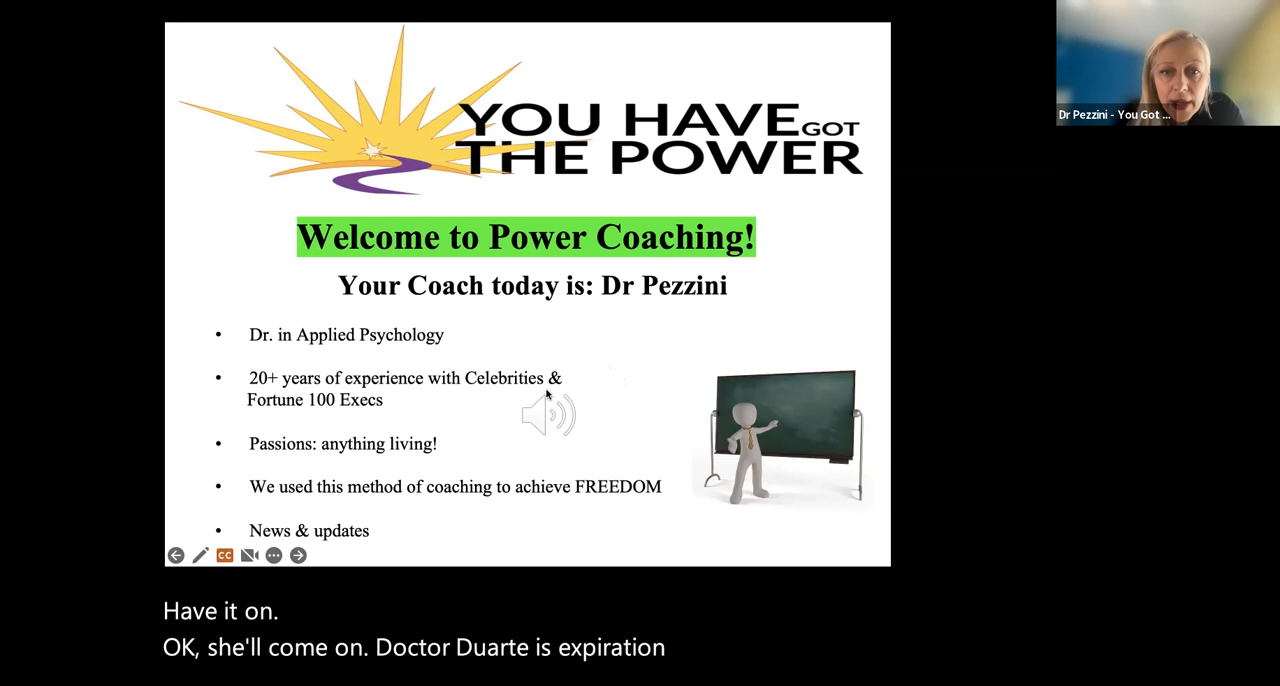 YOU HAVE GOT
THE POWER
Dr Pezzini - You Got ...
Welcome to Power Coaching!
Your Coach today is: Dr Pezzini
• Dr. in Applied Psychology
• 20+ years of experience with Celebrities &
Fortune 100 Execs
• Passions: anything living!
• We used this method of coaching to achieve FREEDOM
• News & updates
CC
Have it on.
OK, she'll come on. Doctor Duarte is expiration